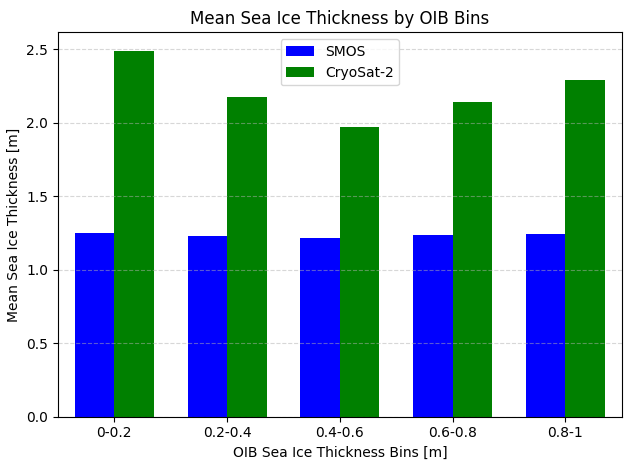 Mean Sea Ice Thickness by OIB Bins
SMOS
CryoSat-2
Mean Sea Ice Thickness [m]
2.5
2.0
1.5
1.0
0.5
0.0
0-0.2
0.2-0.4
0.4-0.6
0.6-0.8
0.8-1
OIB Sea Ice Thickness Bins [m]